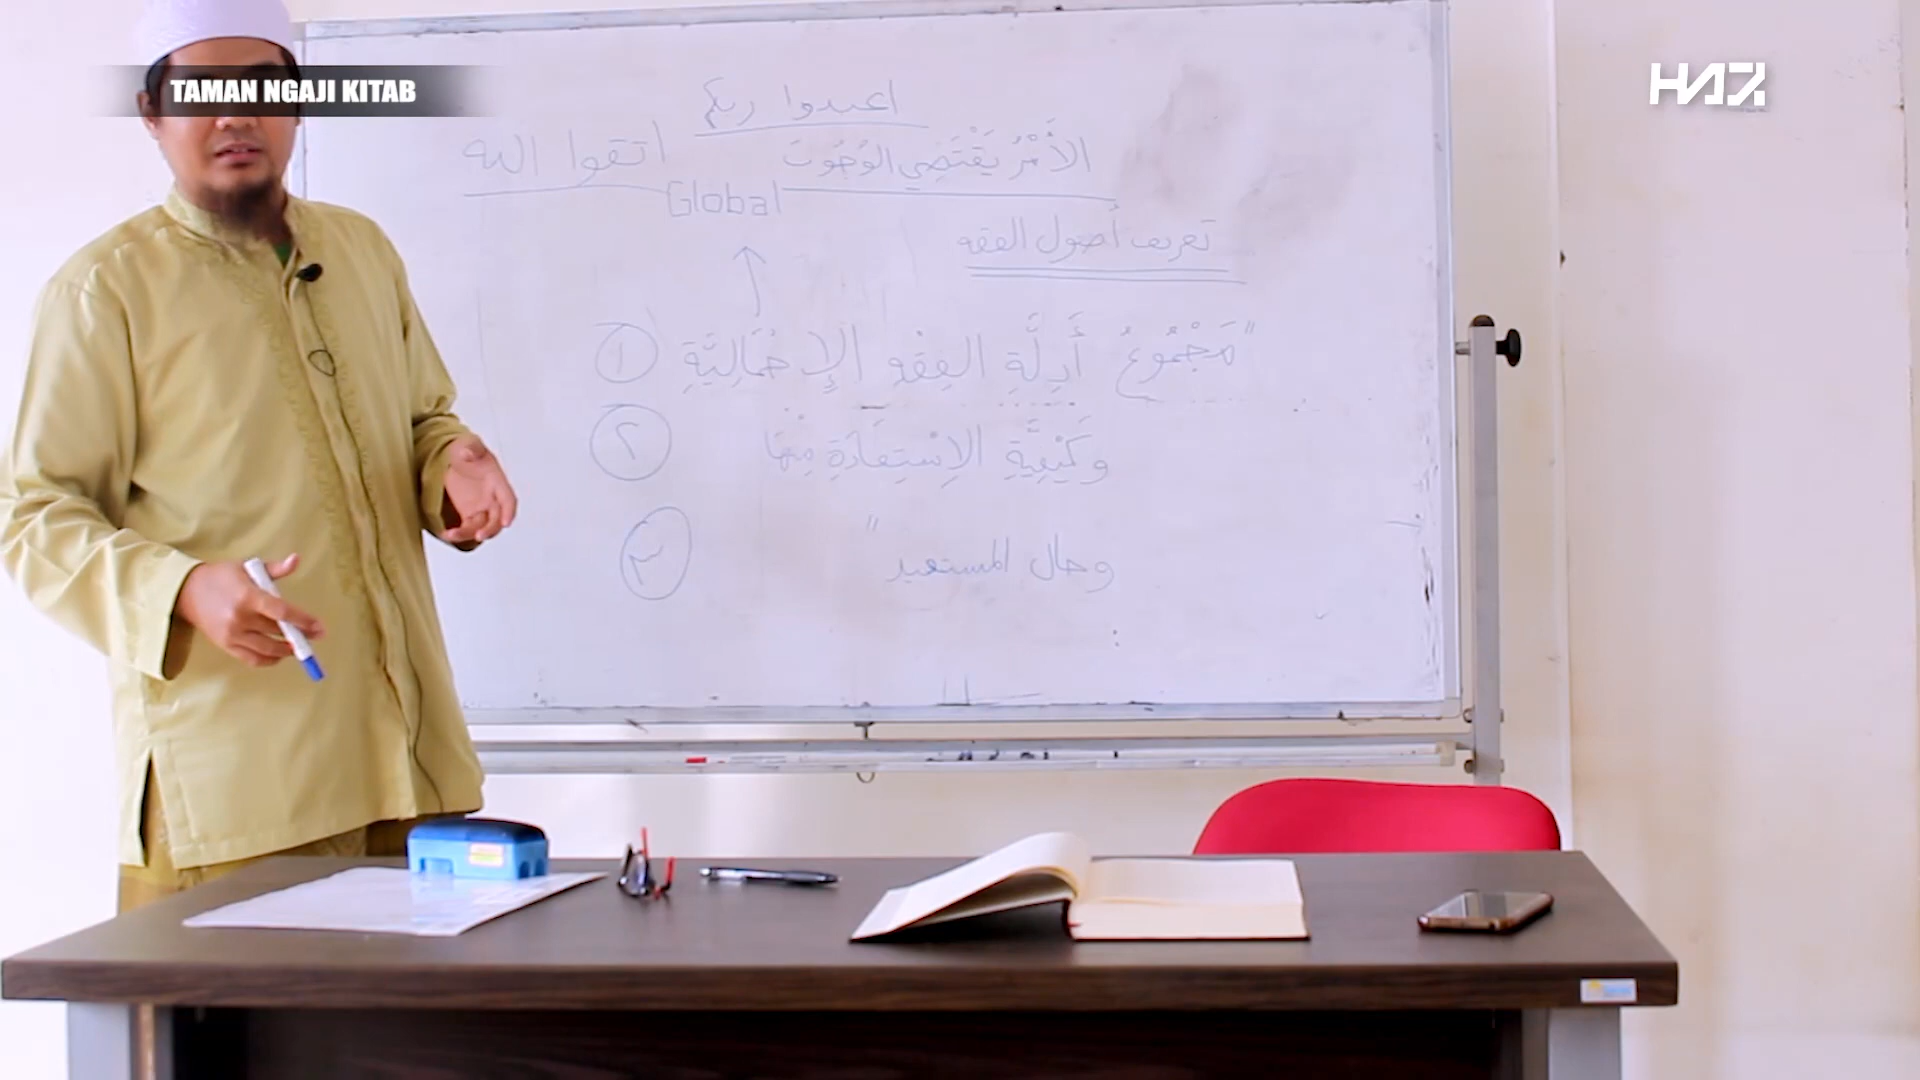 TAMAN NGAJI KITAB
HAZ
اعبدوا ربكم
الأَمْرُ يَقْتَضِي الوُجُوبَ
اتقوا الله
Global
تعريف أصول الفقه
"مَجْمُوعُ أَدِلَّةِ الفِقْهِ الإِجْمَالِيَّةِ ١
وَكَيْفِيَّةِ الاِسْتِفَادَةِ مِنْهَا ٢
وحال المستفيد" ٣